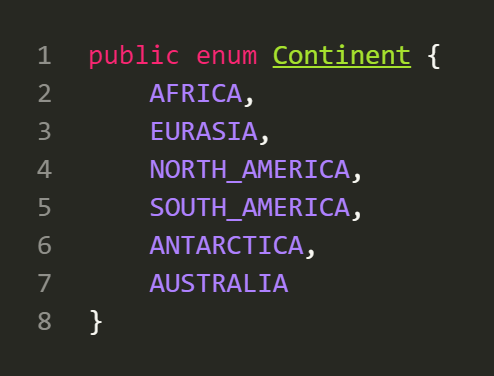 1 public enum Continent {
2     AFRICA,
3     EURASIA,
4     NORTH_AMERICA,
5     SOUTH_AMERICA,
6     ANTARCTICA,
7     AUSTRALIA
8 }